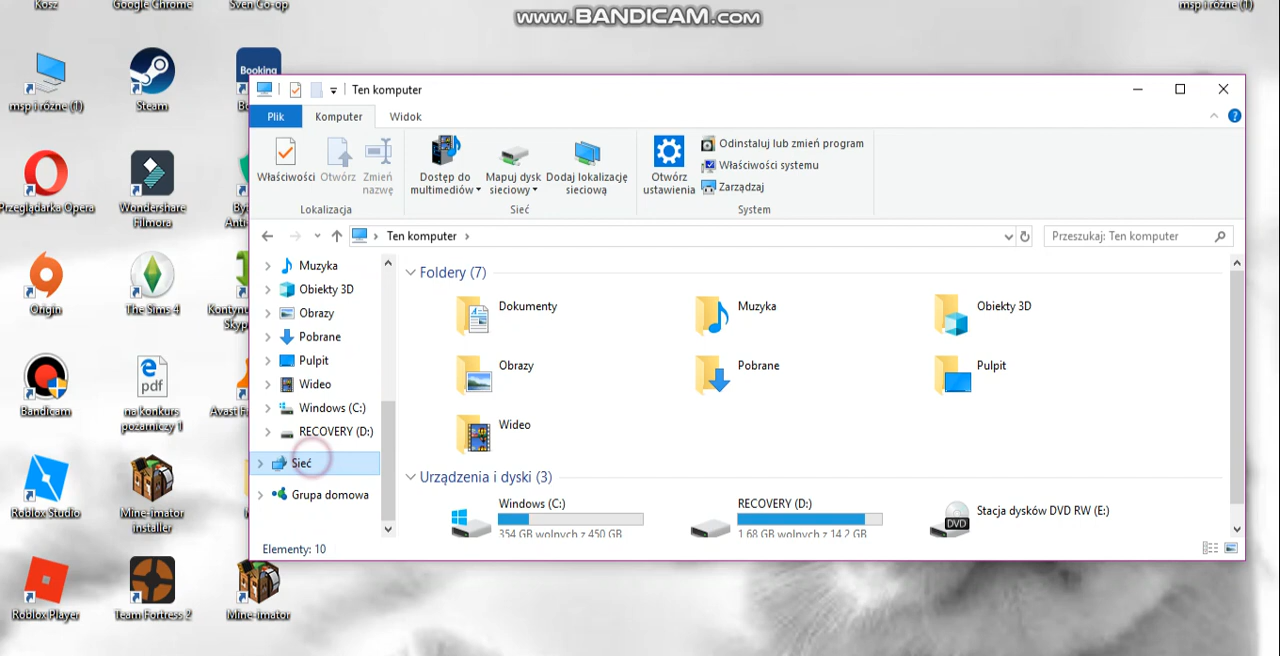 Kosz
Google Chrome
Sven Co-op
www.BANDICAM.com
msp i różne (1)
msp i różne (1)
Steam
Booking
Przeglądarka Opera
Wondershare
Filmora
Anti-
Origin
The Sims 4
Kontynu
Skyp
Bandicam
pdf
na konkurs
pożarniczy 1
Avast
Roblox Studio
Mine-imator
installer
Roblox Player
Team Fortress 2
Mine-imator
Ten komputer
Plik
Komputer
Widok
Właściwości
Otwórz
Zmień
nazwę
Lokalizacja
Dostęp do
multimediów
Mapuj dysk
sieciowy
Dodaj lokalizację
sieciową
Sieć
Otwórz
ustawienia
Odinstaluj lub zmień program
Właściwości systemu
Zarządzaj
System
Ten komputer
Przeszukaj: Ten komputer
Muzyka
Obiekty 3D
Obrazy
Pobrane
Pulpit
Wideo
Windows (C:)
RECOVERY (D:)
Sieć
Grupa domowa
Foldery (7)
Dokumenty
Muzyka
Obiekty 3D
Obrazy
Pobrane
Pulpit
Wideo
Urządzenia i dyski (3)
Windows (C:)
354 GB wolnych z 450 GB
RECOVERY (D:)
1,68 GB wolnych z 14,2 GB
DVD
Stacja dysków DVD RW (E:)
Elementy: 10